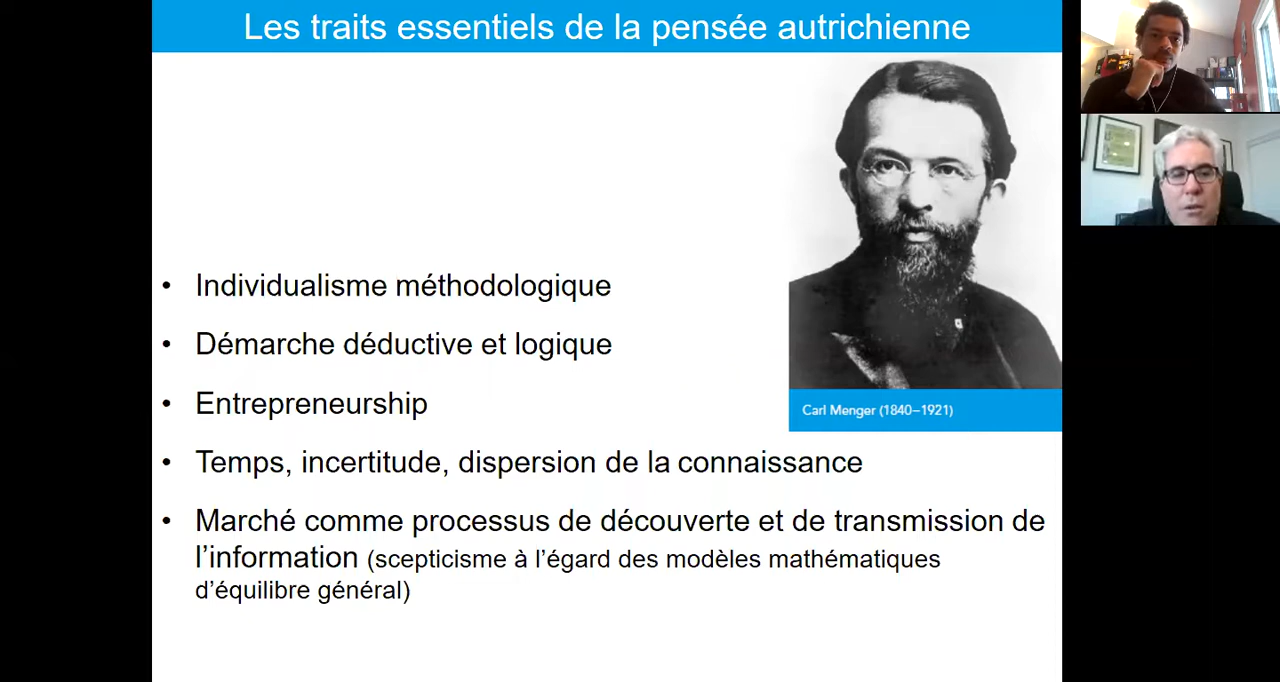 Les traits essentiels de la pensée autrichienne
Carl Menger (1840–1921)
• Individualisme méthodologique
• Démarche déductive et logique
• Entrepreneurship
• Temps, incertitude, dispersion de la connaissance
• Marché comme processus de découverte et de transmission de
l’information (scepticisme à l’égard des modèles mathématiques
d’équilibre général)